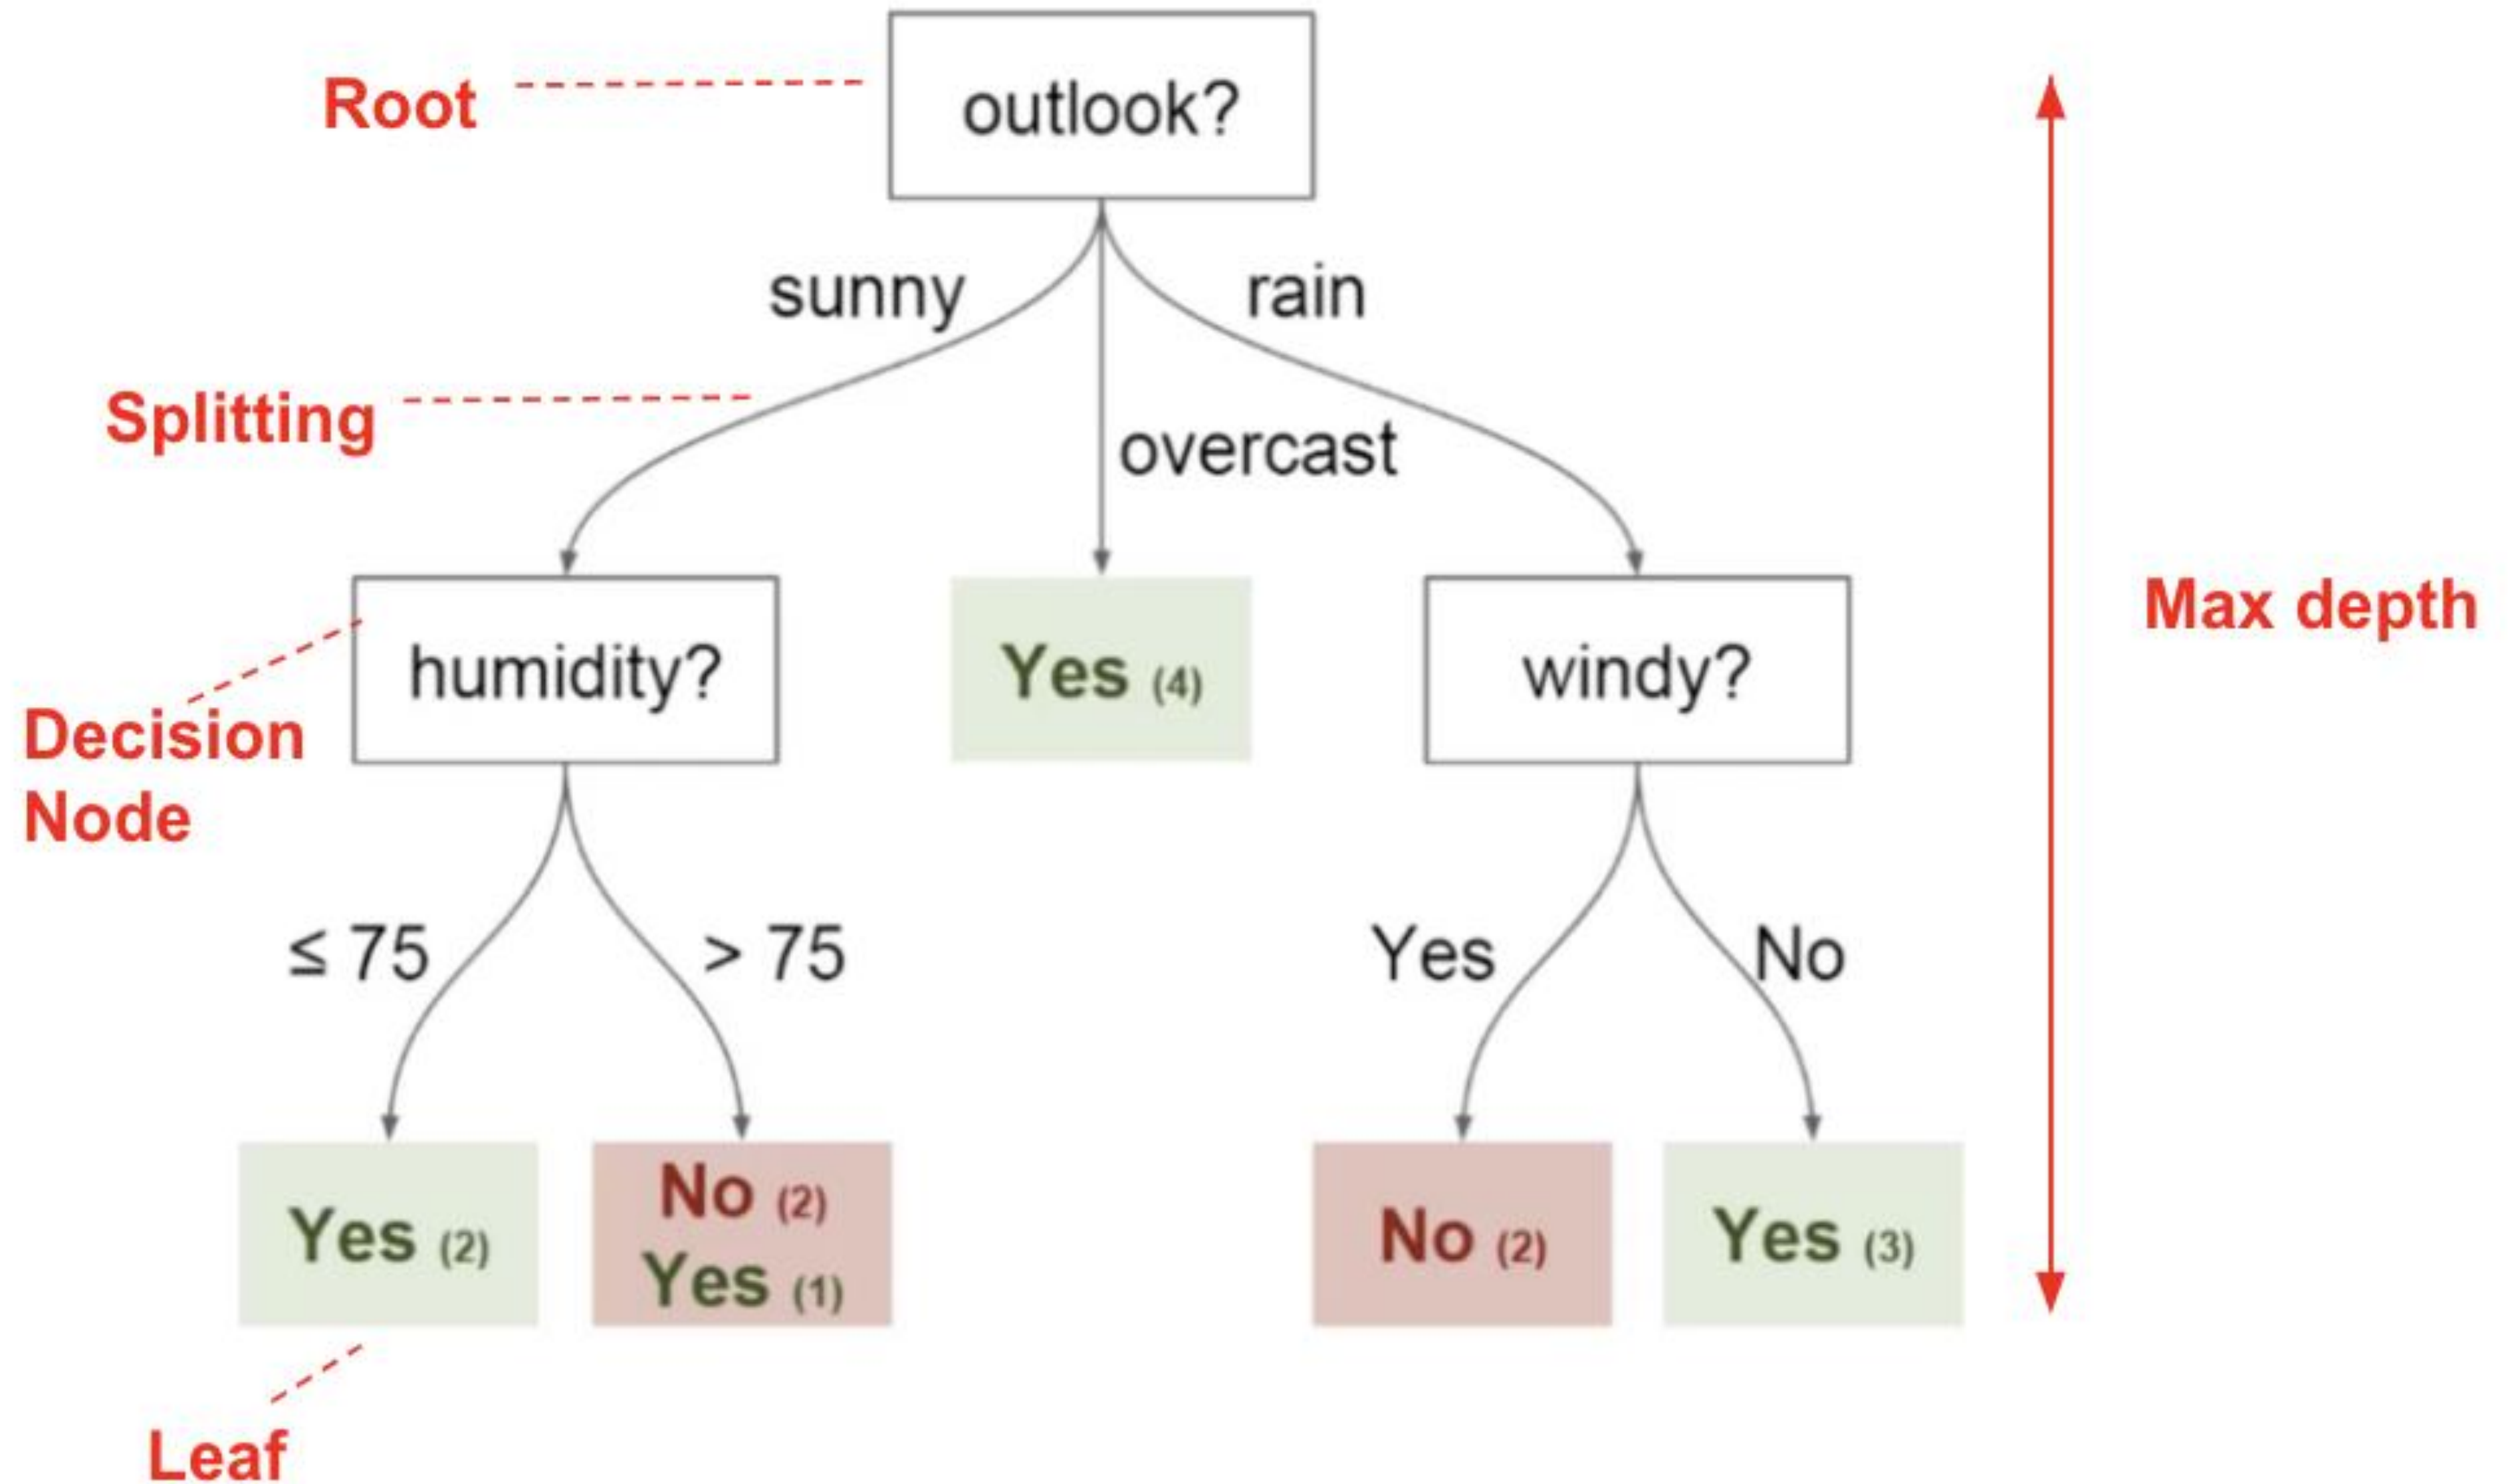 Root
outlook?
sunny
rain
Splitting
overcast
humidity?
Yes (4)
windy?
Max depth
Decision
Node
≤ 75
> 75
Yes
No
Yes (2)
No (2)
Yes (1)
No (2)
Yes (3)
Leaf